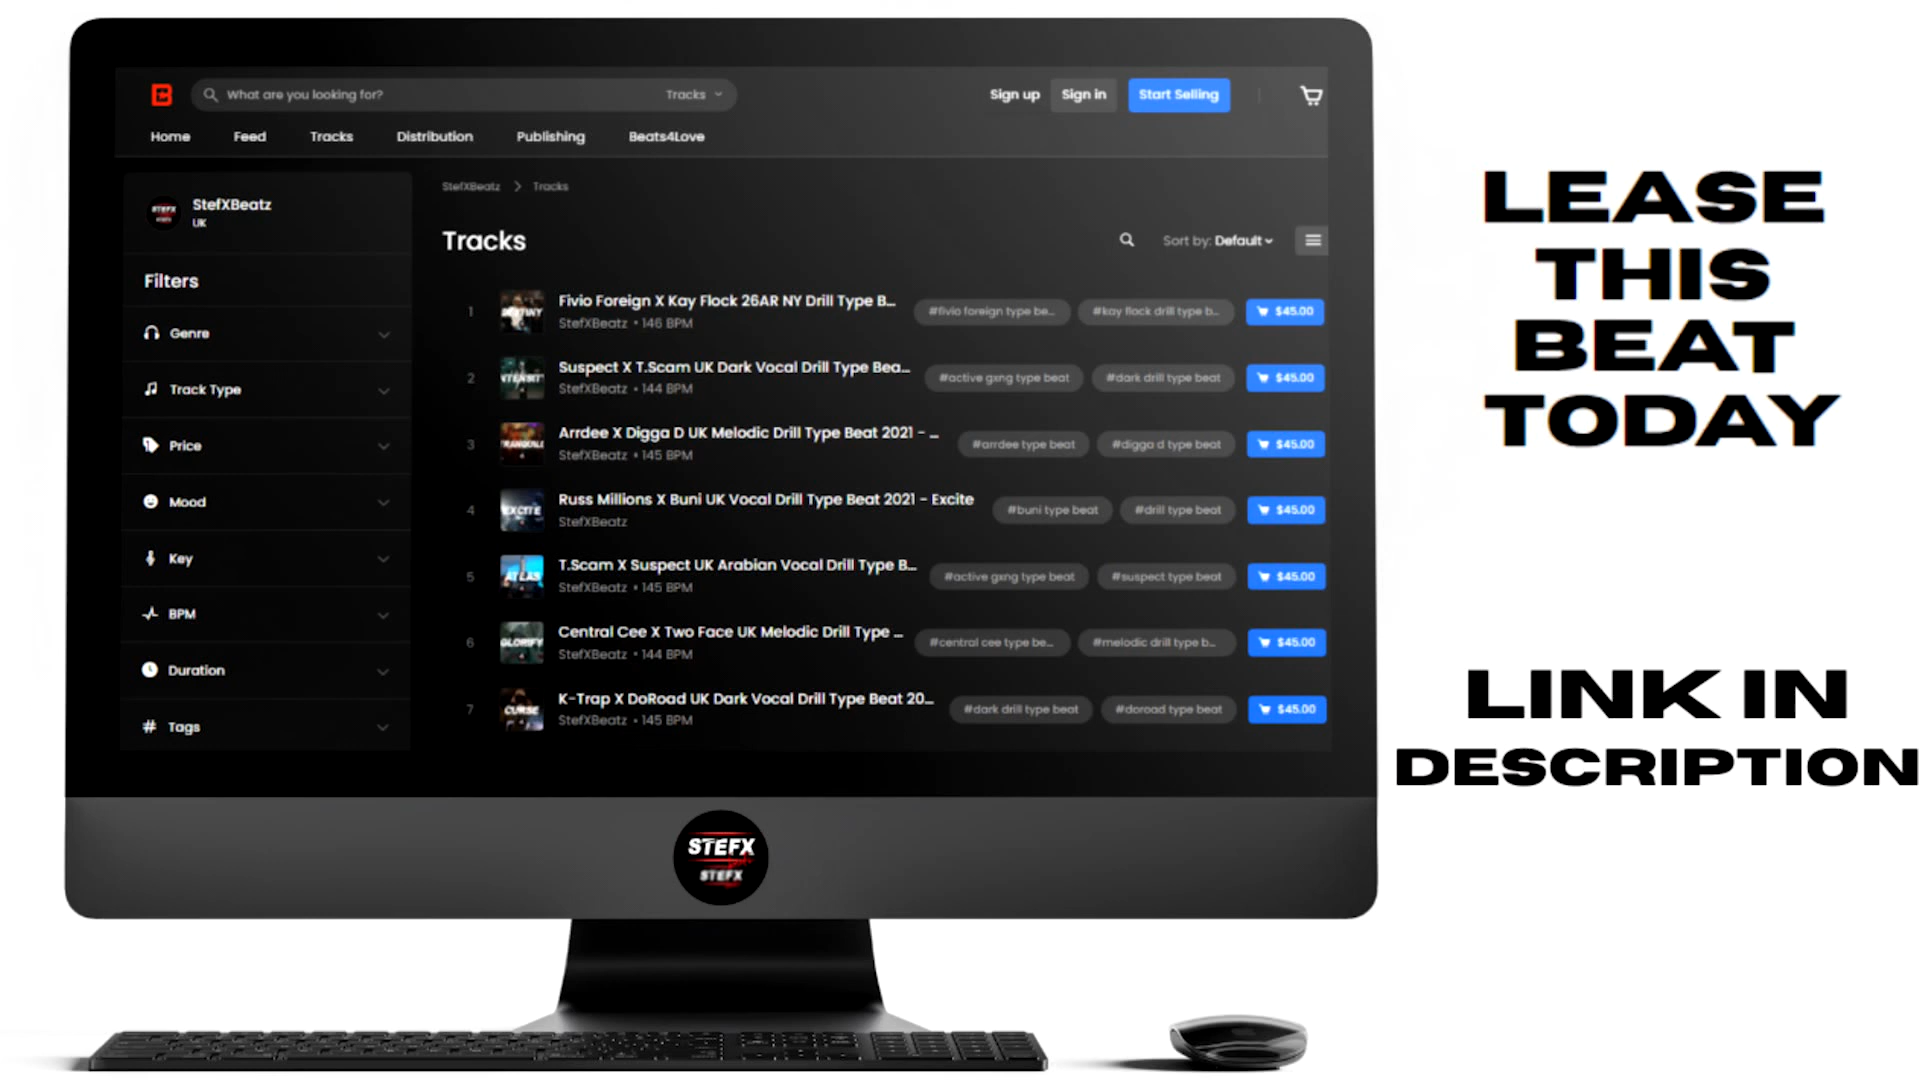 What are you looking for?
Tracks
Sign up
Sign in
Start Selling
Home
Feed
Tracks
Distribution
Publishing
Beats4Love
StefXBeatz
UK
Filters
Genre
Track Type
Price
Mood
Key
BPM
Duration
Tags
StefXBeatz > Tracks
Tracks
Sort by: Default
1
DESTINY
Fivio Foreign X Kay Flock 26AR NY Drill Type B...
StefXBeatz • 146 BPM
#fivio foreign type be...
#kay flock drill type b...
$45.00
2
Suspect X T.Scam UK Dark Vocal Drill Type Bea...
StefXBeatz • 144 BPM
#active gxng type beat
#dark drill type beat
$45.00
3
Arrdee X Digga D UK Melodic Drill Type Beat 2021 - ...
StefXBeatz • 145 BPM
#arrdee type beat
#digga d type beat
$45.00
4
EXCITE
Russ Millions X Buni UK Vocal Drill Type Beat 2021 - Excite
StefXBeatz
#buni type beat
#drill type beat
$45.00
5
ATLAS
T.Scam X Suspect UK Arabian Vocal Drill Type B...
StefXBeatz • 145 BPM
#active gxng type beat
#suspect type beat
$45.00
6
GLORIFY
Central Cee X Two Face UK Melodic Drill Type ...
StefXBeatz • 144 BPM
#central cee type be...
#melodic drill type b...
$45.00
7
CURSE
K-Trap X DoRoad UK Dark Vocal Drill Type Beat 20...
StefXBeatz • 145 BPM
#dark drill type beat
#doroad type beat
$45.00
STEFX
STEFX
LEASE
THIS
BEAT
TODAY
LINK IN
DESCRIPTION